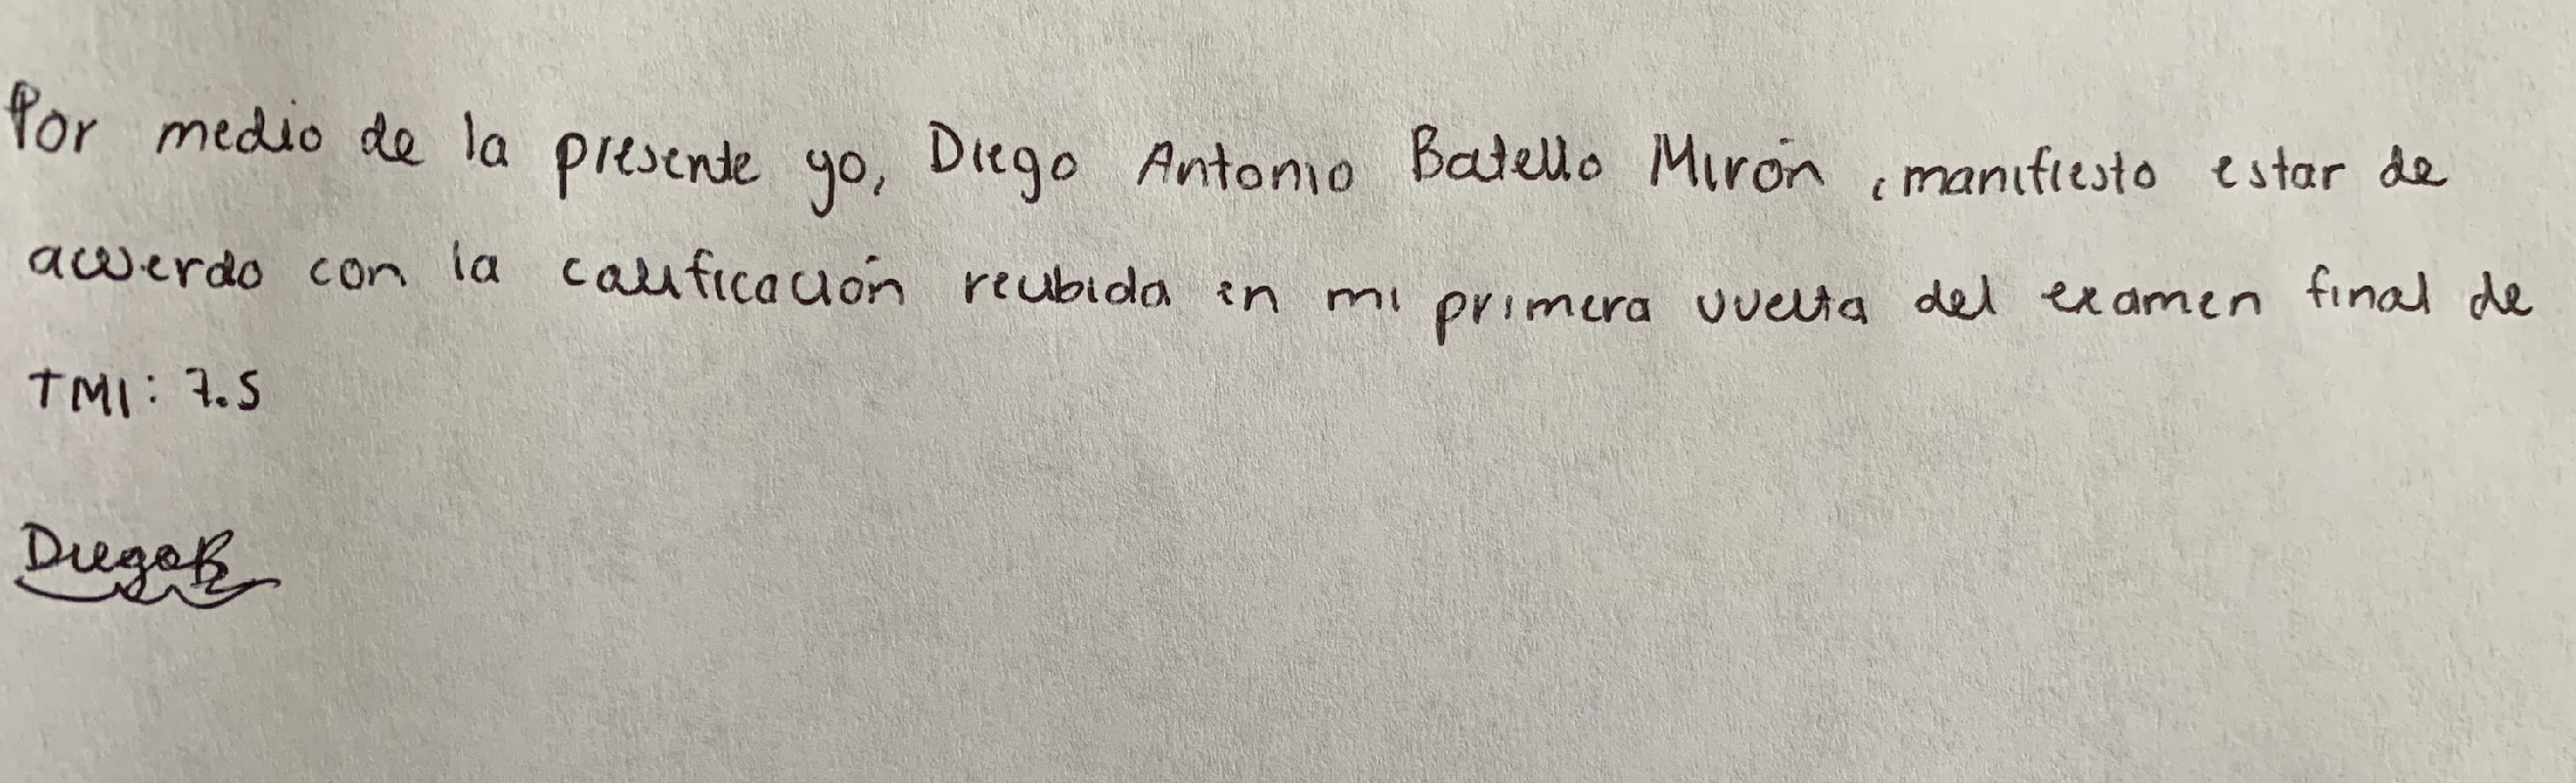 Por medio de la presente yo, Diego Antonio Batello Mirón, manifiesto estar de
acuerdo con la calificación recibida en mi primera vuelta del examen final de
TMI: 7.5
DiegoB